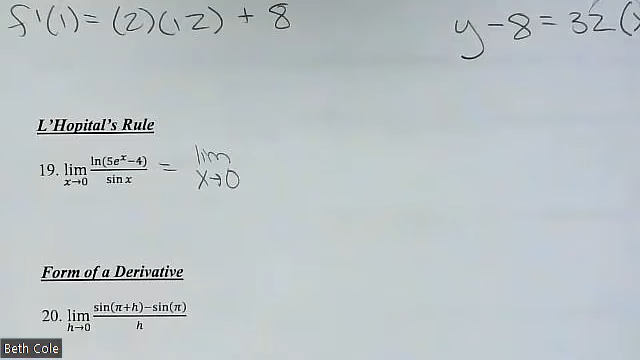 f'(1) = (2)(12) + 8
y - 8 = 32(x
L'Hopital's Rule
19. lim x→0 ln(5e^x−4)/sin x = lim x→0
Form of a Derivative
20. lim h→0 sin(π+h)−sin(π)/h
Beth Cole